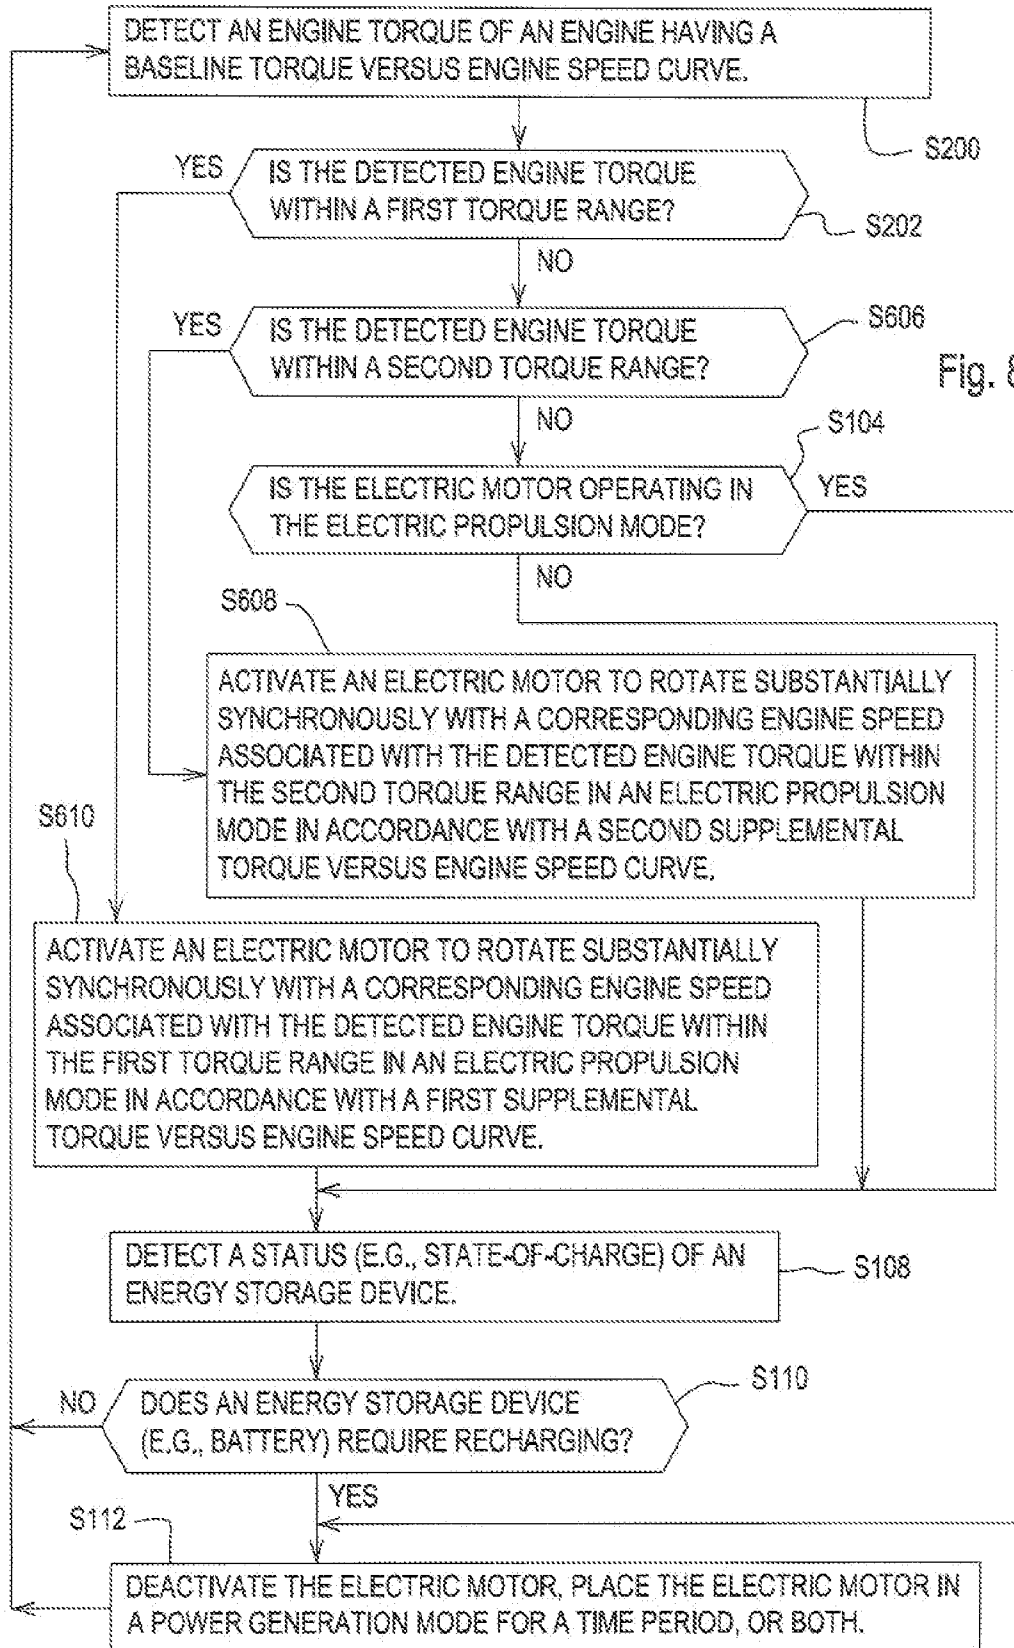 DETECT AN ENGINE TORQUE OF AN ENGINE HAVING A
BASELINE TORQUE VERSUS ENGINE SPEED CURVE.
S200
YES
IS THE DETECTED ENGINE TORQUE
WITHIN A FIRST TORQUE RANGE?
S202
NO
YES
IS THE DETECTED ENGINE TORQUE
WITHIN A SECOND TORQUE RANGE?
S606
Fig. 8
NO
S104
IS THE ELECTRIC MOTOR OPERATING IN
THE ELECTRIC PROPULSION MODE?
YES
NO
S608
ACTIVATE AN ELECTRIC MOTOR TO ROTATE SUBSTANTIALLY
SYNCHRONOUSLY WITH A CORRESPONDING ENGINE SPEED
ASSOCIATED WITH THE DETECTED ENGINE TORQUE WITHIN
THE SECOND TORQUE RANGE IN AN ELECTRIC PROPULSION
MODE IN ACCORDANCE WITH A SECOND SUPPLEMENTAL
TORQUE VERSUS ENGINE SPEED CURVE.
S610
ACTIVATE AN ELECTRIC MOTOR TO ROTATE SUBSTANTIALLY
SYNCHRONOUSLY WITH A CORRESPONDING ENGINE SPEED
ASSOCIATED WITH THE DETECTED ENGINE TORQUE WITHIN
THE FIRST TORQUE RANGE IN AN ELECTRIC PROPULSION
MODE IN ACCORDANCE WITH A FIRST SUPPLEMENTAL
TORQUE VERSUS ENGINE SPEED CURVE.
DETECT A STATUS (E.G., STATE-OF-CHARGE) OF AN
ENERGY STORAGE DEVICE.
S108
NO
DOES AN ENERGY STORAGE DEVICE
(E.G., BATTERY) REQUIRE RECHARGING?
S110
YES
S112
DEACTIVATE THE ELECTRIC MOTOR, PLACE THE ELECTRIC MOTOR IN
A POWER GENERATION MODE FOR A TIME PERIOD, OR BOTH.